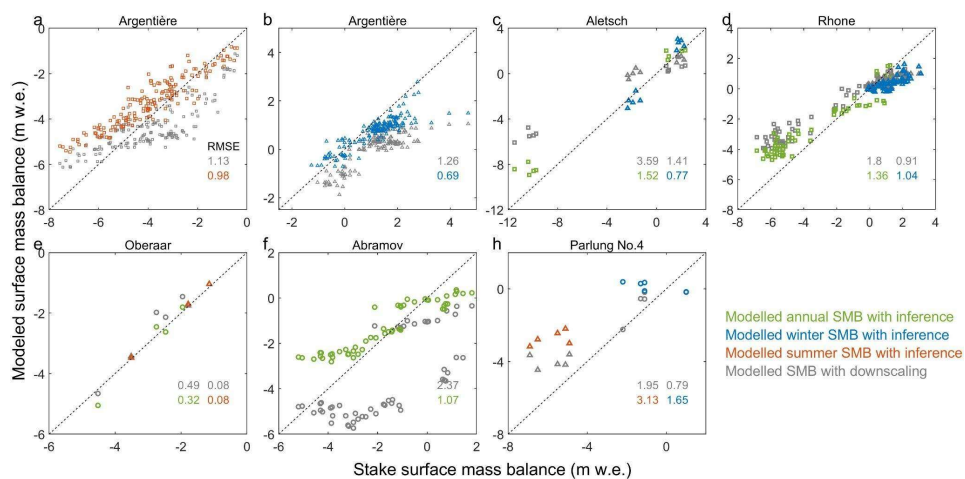 a Argentière
b Argentière
c Aletsch
d Rhone
0
-2
-4
-6
-8
-8 -6 -4 -2 0
RMSE
1.13
0.98
4
2
0
-2
-2 0 2 4
1.26
0.69
4
0
-4
-8
-12
-12 -8 -4 0 4
3.59 1.41
1.52 0.77
4
2
0
-2
-4
-6
-8
-8 -6 -4 -2 0 2 4
1.8 0.91
1.36 1.04
Modeled surface mass balance (m w.e.)
e Oberaar
f Abramov
h Parlung No.4
0
-2
-4
-6
-6 -4 -2 0
0.49 0.08
0.32 0.08
2
0
-2
-4
-6
-6 -4 -2 0 2
2.37
1.07
2
0
-2
-4
-6
-8
-8 -4 0
1.95 0.79
3.13 1.65
Modelled annual SMB with inference
Modelled winter SMB with inference
Modelled summer SMB with inference
Modelled SMB with downscaling
Stake surface mass balance (m w.e.)